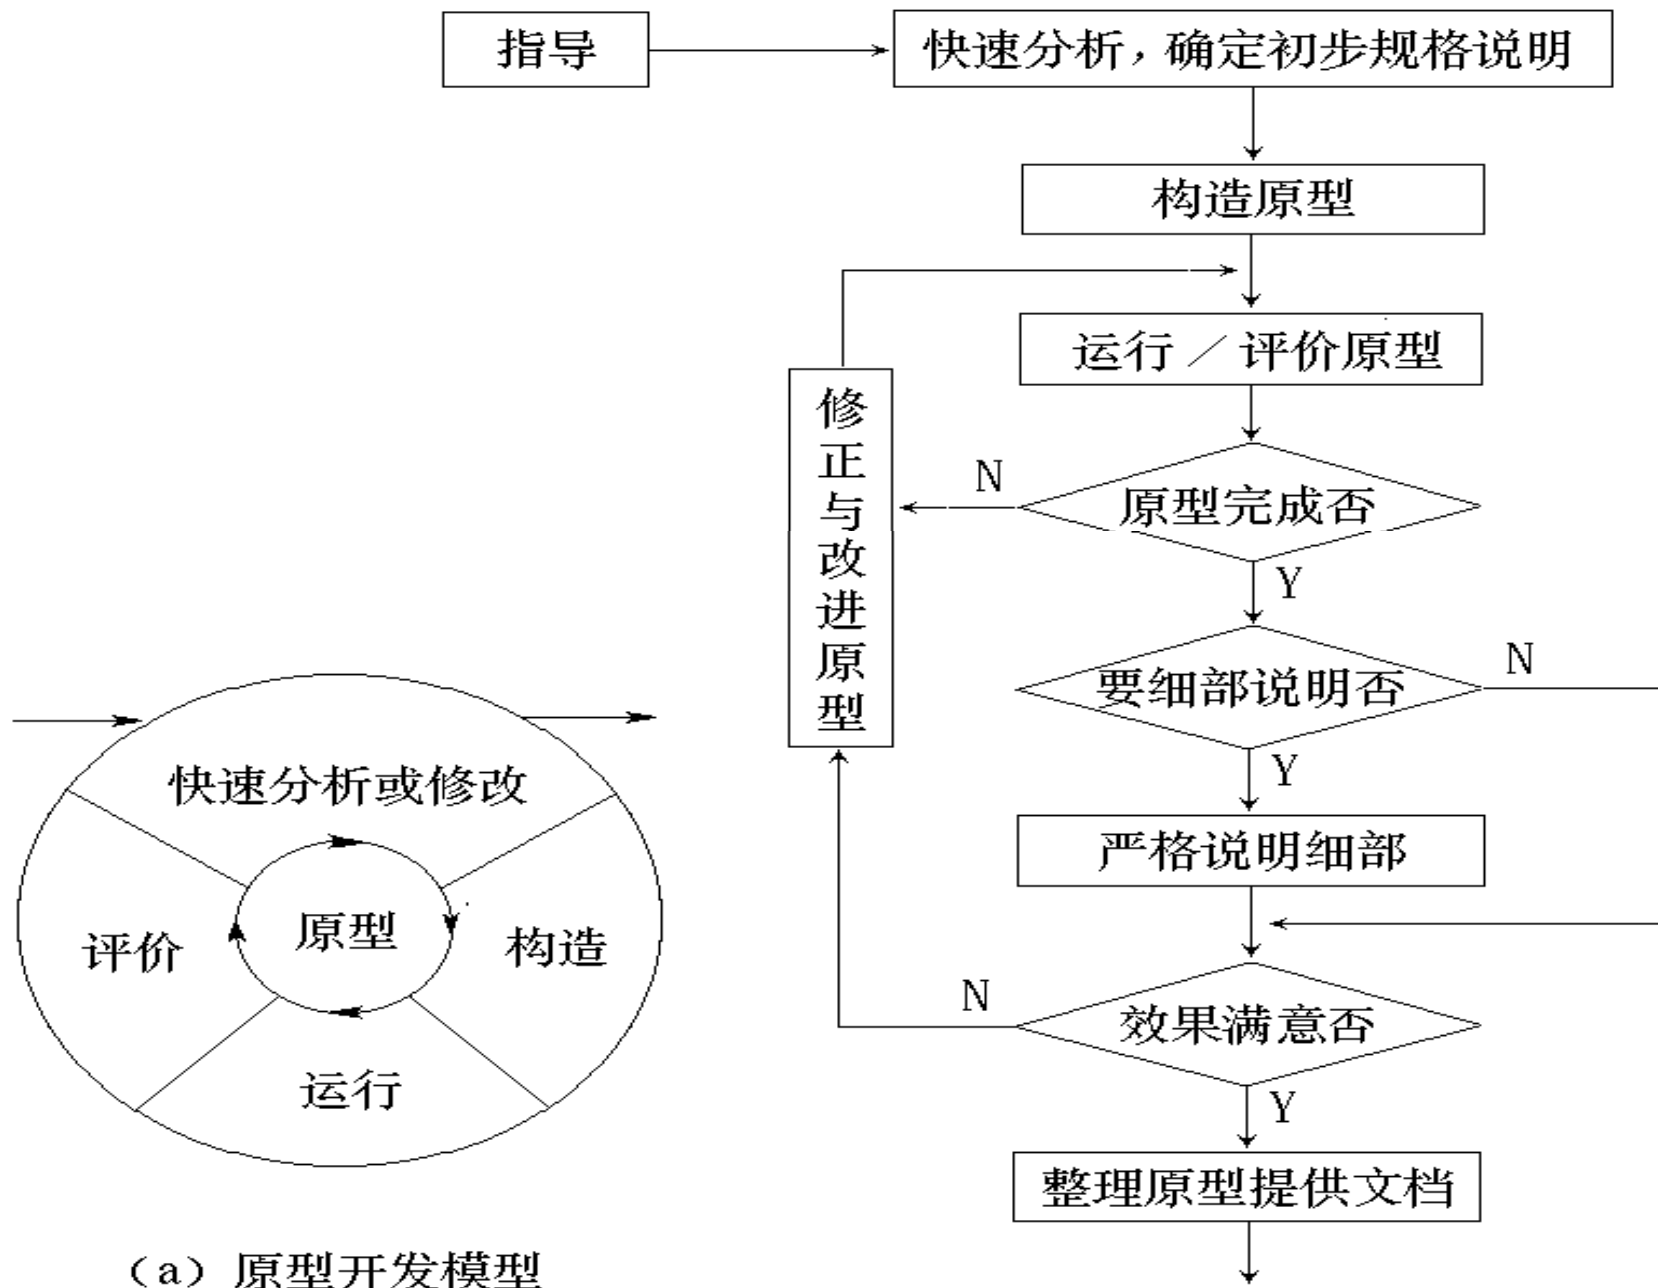 指导
快速分析，确定初步规格说明
构造原型
运行／评价原型
修正与改进原型
N
原型完成否
Y
要细部说明否
N
Y
严格说明细部
N
效果满意否
Y
整理原型提供文档
快速分析或修改
评价
原型
构造
运行
（a）原型开发模型